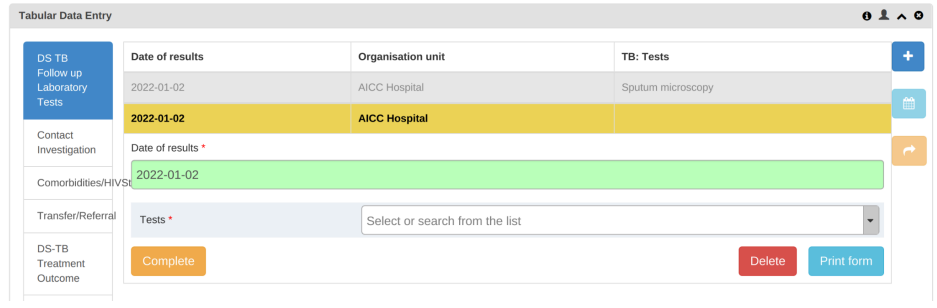 Tabular Data Entry
DS TB
Follow up
Laboratory
Tests
Contact
Investigation
Comorbidities/HIVSt
Transfer/Referral
DS-TB
Treatment
Outcome
Date of results Organisation unit TB: Tests
2022-01-02 AICC Hospital Sputum microscopy
2022-01-02 AICC Hospital
Date of results *
2022-01-02
Tests * Select or search from the list
Complete Delete Print form